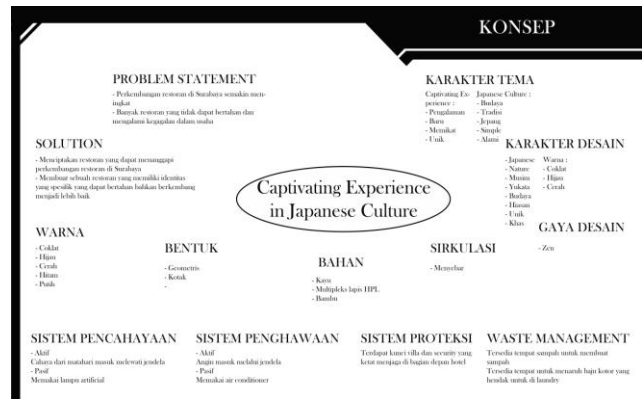 KONSEP
PROBLEM STATEMENT
- Perkembangan restoran di Surabaya semakin men-
ingkat
- Banyak restoran yang tidak dapat bertahan dan
mengalami kegagalan dalam usaha
KARAKTER TEMA
Captivating Ex-
perience :
- Pengalaman
- Baru
- Memikat
- Unik
Japanese Culture :
- Budaya
- Tradisi
- Jepang
- Simple
- Alami
SOLUTION
- Menciptakan restoran yang dapat menanggapi
perkembangan restoran di Surabaya
- Membuat sebuah restoran yang memiliki identitas
yang spesifik yang dapat bertahan bahkan berkembang
menjadi lebih baik
KARAKTER DESAIN
- Japanese
- Nature
- Musim
- Yukata
- Budaya
- Hiasan
- Unik
- Khas
Warna :
- Coklat
- Hijau
- Cerah
Captivating Experience
in Japanese Culture
WARNA
- Coklat
- Hijau
- Cerah
- Hitam
- Putih
BENTUK
- Geometris
- Kotak
-
BAHAN
- Kayu
- Multipleks lapis HPL
- Bambu
SIRKULASI
- Menyebar
GAYA DESAIN
- Zen
SISTEM PENCAHAYAAN
- Aktif
Cahaya dari matahari masuk melewati jendela
- Pasif
Memakai lampu artificial
SISTEM PENGHAWAAN
- Aktif
Angin masuk melalui jendela
- Pasif
Memakai air conditioner
SISTEM PROTEKSI
Terdapat kunci villa dan security yang
ketat menjaga di bagian depan hotel
WASTE MANAGEMENT
Tersedia tempat sampah untuk membuat
sampah
Tersedia tempat untuk menaruh baju kotor yang
hendak untuk di laundry